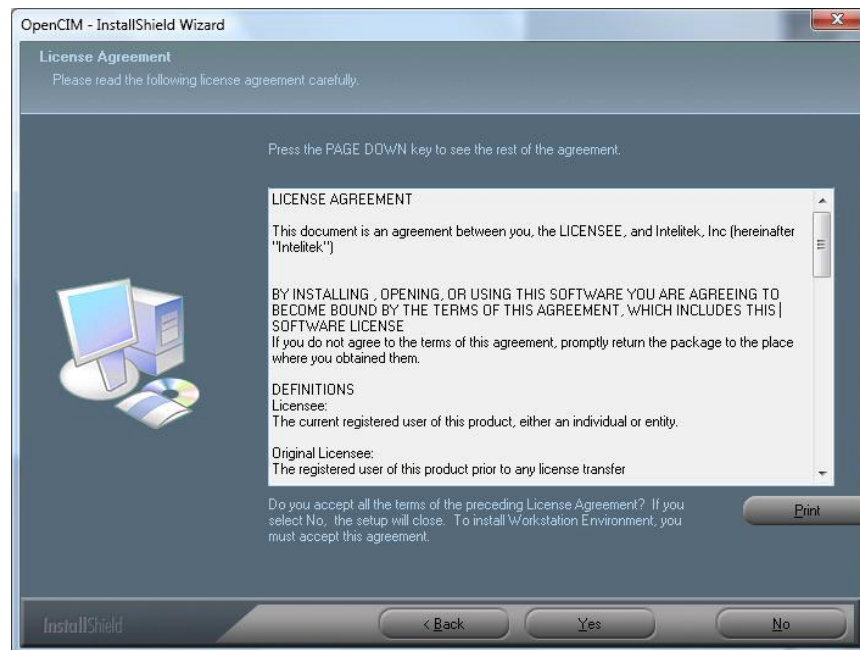 OpenCIM - InstallShield Wizard
License Agreement
Please read the following license agreement carefully.
Press the PAGE DOWN key to see the rest of the agreement.
LICENSE AGREEMENT
This document is an agreement between you, the LICENSEE, and Intelitek, Inc (hereinafter
"Intelitek")
BY INSTALLING , OPENING, OR USING THIS SOFTWARE YOU ARE AGREEING TO
BECOME BOUND BY THE TERMS OF THIS AGREEMENT, WHICH INCLUDES THIS
SOFTWARE LICENSE
If you do not agree to the terms of this agreement, promptly return the package to the place
where you obtained them.
DEFINITIONS
Licensee:
The current registered user of this product, either an individual or entity.
Original Licensee:
The registered user of this product prior to any license transfer
Do you accept all the terms of the preceding License Agreement? If you
select No, the setup will close. To install Workstation Environment, you
must accept this agreement.
Print
InstallShield
< Back
Yes
No